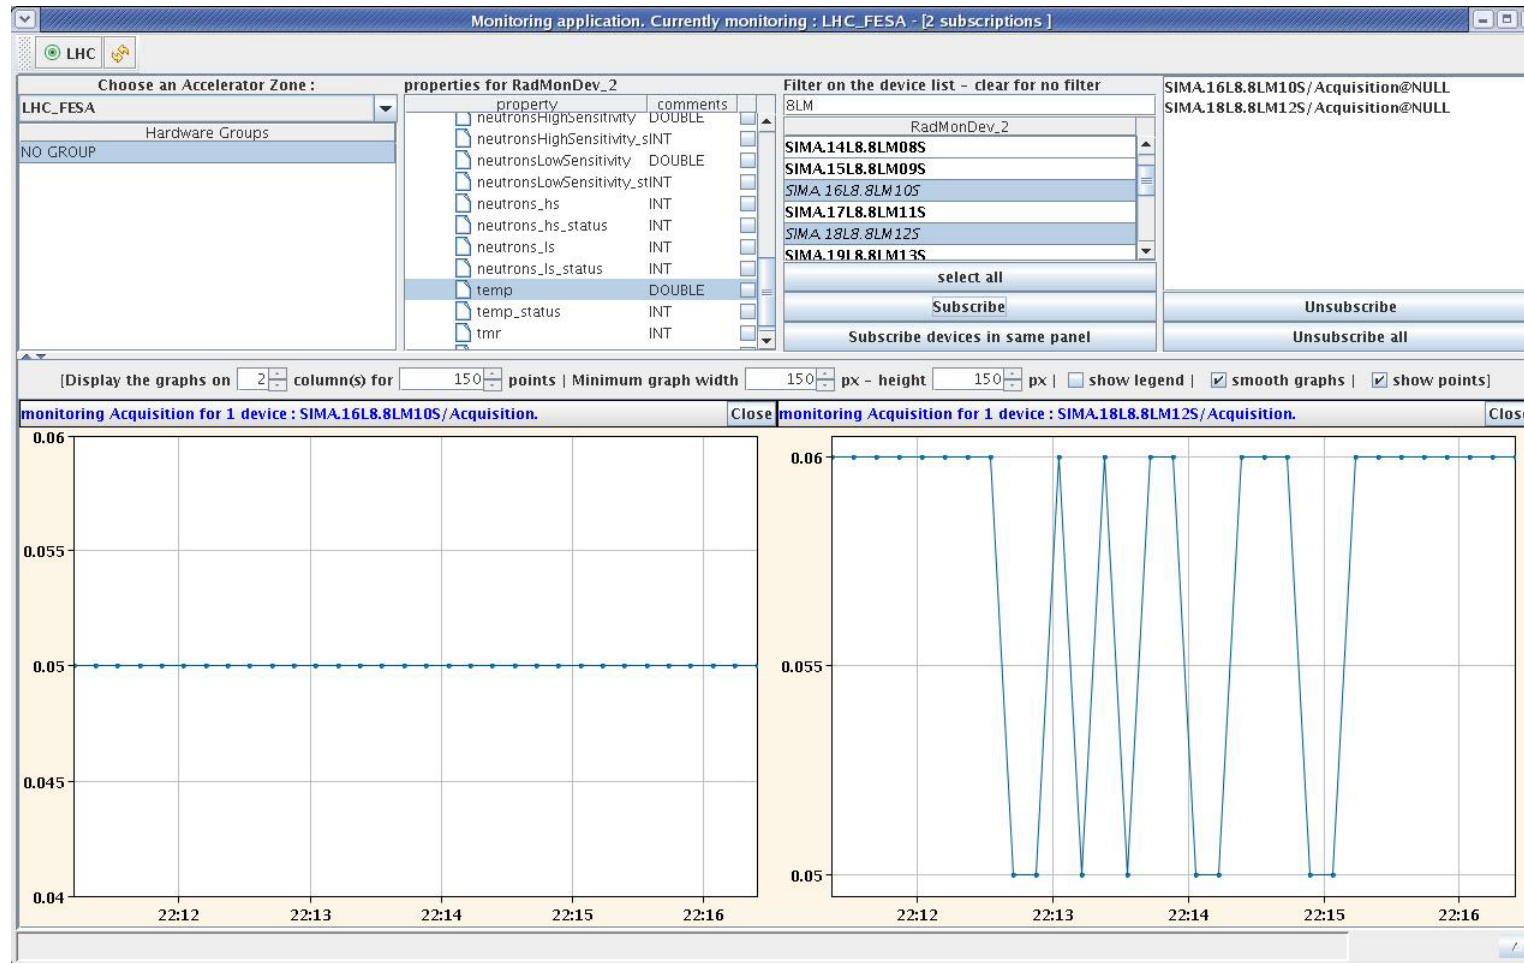 Monitoring application. Currently monitoring : LHC_FESA - [2 subscriptions ]
LHC
Choose an Accelerator Zone :
LHC_FESA
Hardware Groups
NO GROUP
properties for RadMonDev_2
property comments
neutronsHighSensitivity DOUBLE
neutronsHighSensitivity_sINT
neutronsLowSensitivity DOUBLE
neutronsLowSensitivity_stINT
neutrons_hs INT
neutrons_hs_status INT
neutrons_ls INT
neutrons_ls_status INT
temp DOUBLE
temp_status INT
tmr INT
Filter on the device list - clear for no filter
8LM
RadMonDev_2
SIMA.14L8.8LM08S
SIMA.15L8.8LM09S
SIMA.16L8.8LM10S
SIMA.17L8.8LM11S
SIMA.18L8.8LM12S
SIMA.19L8.8LM13S
select all
Subscribe
Subscribe devices in same panel
SIMA.16L8.8LM10S/Acquisition@NULL
SIMA.18L8.8LM12S/Acquisition@NULL
Unsubscribe
Unsubscribe all
[Display the graphs on 2 column(s) for 150 points | Minimum graph width 150 px - height 150 px | show legend | smooth graphs | show points]
monitoring Acquisition for 1 device : SIMA.16L8.8LM10S/Acquisition. Close
0.06
0.055
0.05
0.045
0.04
22:12 22:13 22:14 22:15 22:16
monitoring Acquisition for 1 device : SIMA.18L8.8LM12S/Acquisition. Clos
0.06
0.055
0.05
22:12 22:13 22:14 22:15 22:16